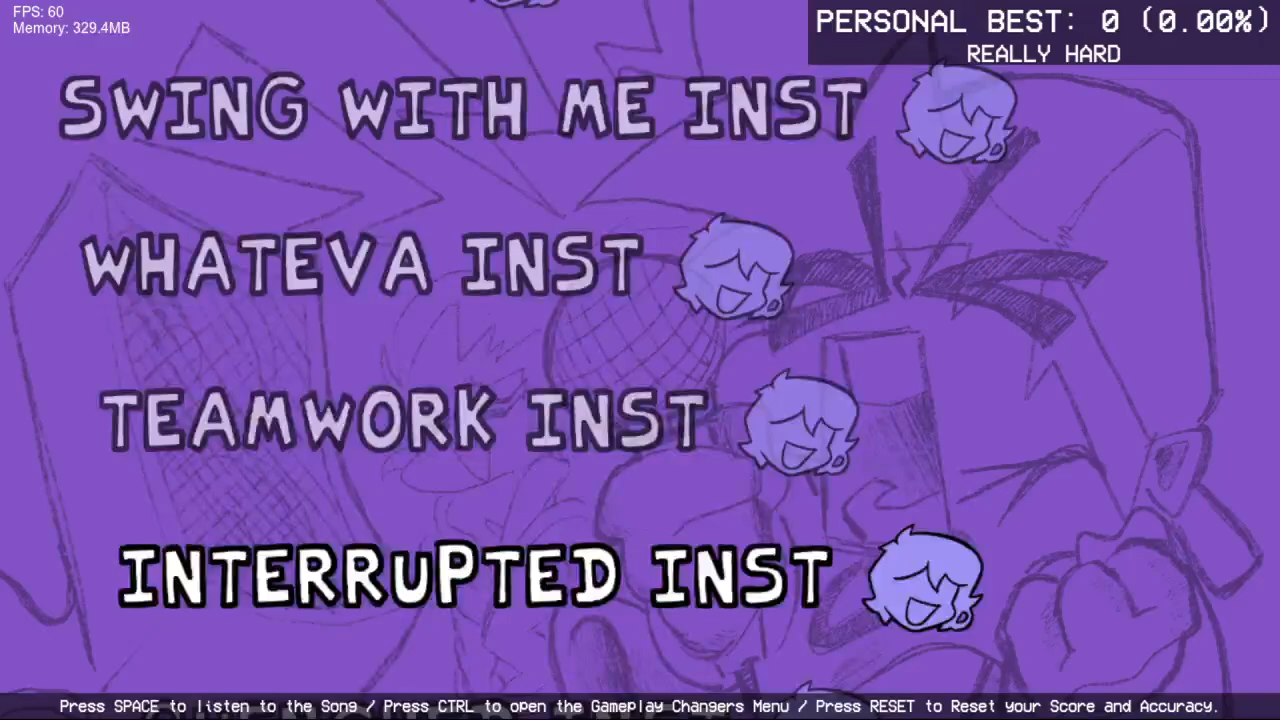 FPS: 60
Memory: 329.4MB
PERSONAL BEST: 0 (0.00%)
REALLY HARD
SWING WITH ME INST
WHATEVA INST
TEAMWORK INST
INTERRUPTED INST
Press SPACE to listen to the Song / Press CTRL to open the Gameplay Changers Menu / Press RESET to Reset your Score and Accuracy.